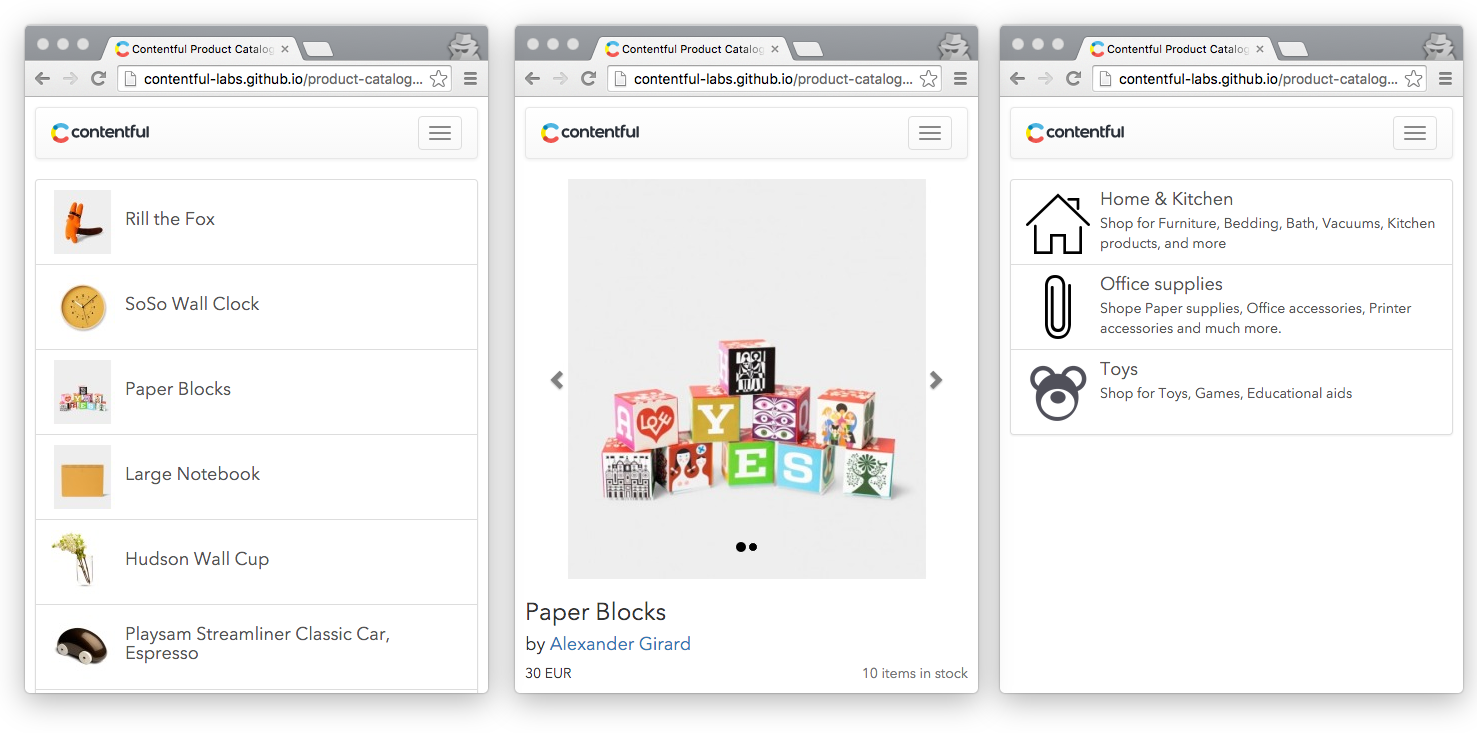 Contentful Product Catalog
contentful-labs.github.io/product-catalog...
contentful
Rill the Fox
SoSo Wall Clock
Paper Blocks
Large Notebook
Hudson Wall Cup
Playsam Streamliner Classic Car,
Espresso
Contentful Product Catalog
contentful-labs.github.io/product-catalog...
contentful
A LOVE Y
Y E S
Paper Blocks
by Alexander Girard
30 EUR
10 items in stock
Contentful Product Catalog
contentful-labs.github.io/product-catalog...
contentful
Home & Kitchen
Shop for Furniture, Bedding, Bath, Vacuums, Kitchen
products, and more
Office supplies
Shope Paper supplies, Office accessories, Printer
accessories and much more.
Toys
Shop for Toys, Games, Educational aids